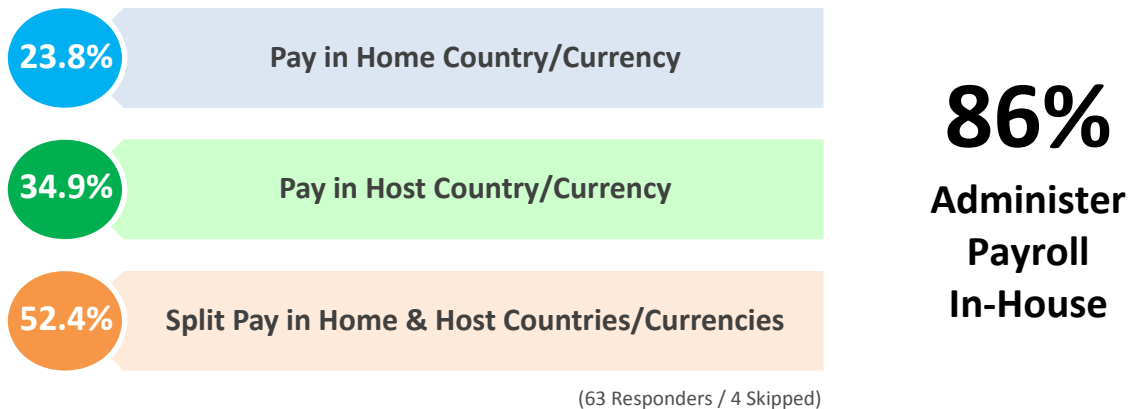 23.8%
Pay in Home Country/Currency
34.9%
Pay in Host Country/Currency
52.4%
Split Pay in Home & Host Countries/Currencies
(63 Responders / 4 Skipped)
86%
Administer
Payroll
In-House